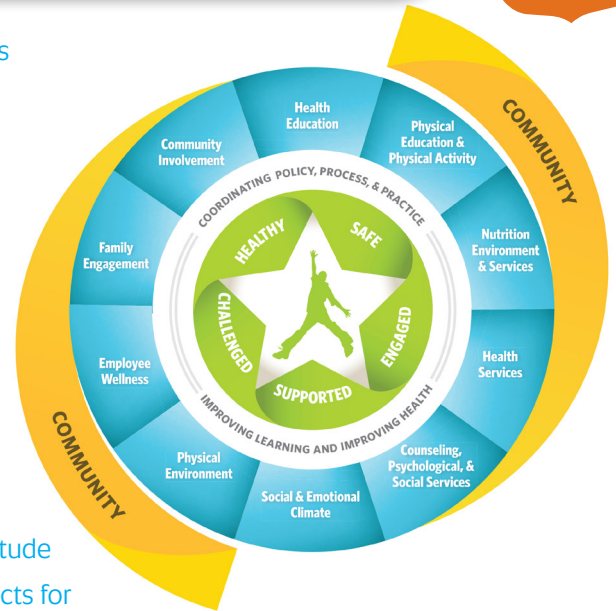 s
COMMUNITY
Health
Education
Physical
Education &
Physical Activity
Nutrition
Environment
& Services
Health
Services
Counseling,
Psychological, &
Social Services
Social & Emotional
Climate
Physical
Environment
Employee
Wellness
Family
Engagement
Community
Involvement
COORDINATING POLICY, PROCESS, & PRACTICE
IMPROVING LEARNING AND IMPROVING HEALTH
HEALTHY
SAFE
ENGAGED
SUPPORTED
CHALLENGED
COMMUNITY
tude
cts for